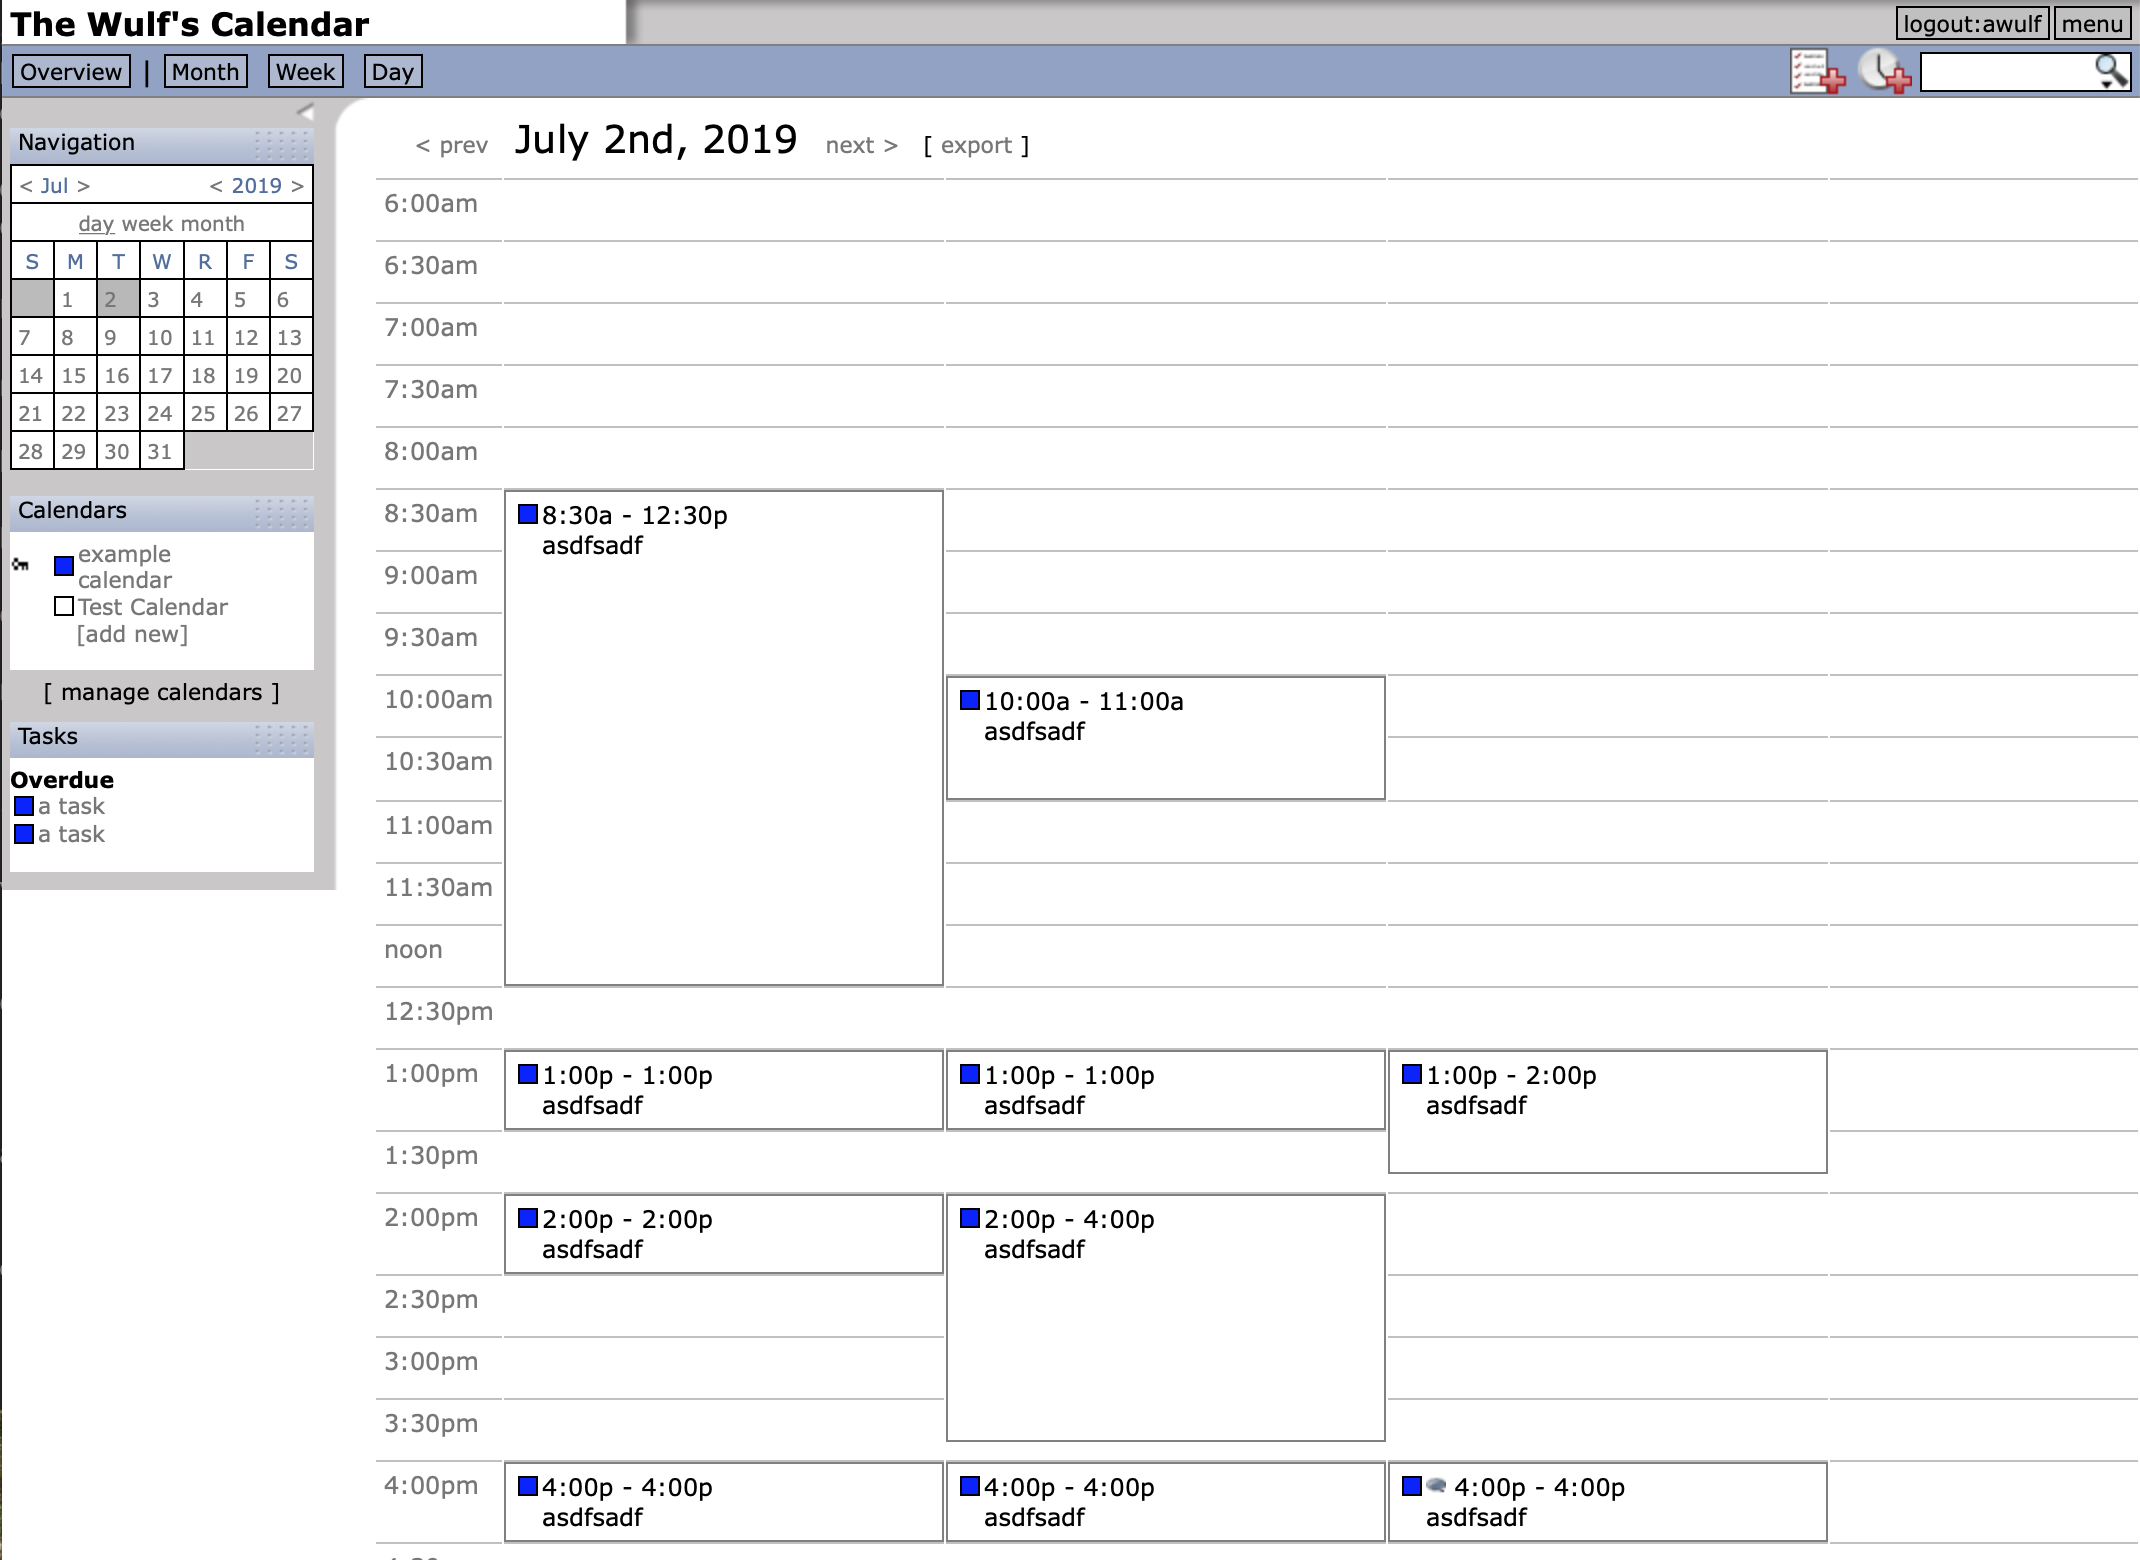 The Wulf's Calendar
logout:awulf menu
Overview | Month Week Day
Navigation
< Jul > < 2019 >
day week month
S M T W R F S
1 2 3 4 5 6
7 8 9 10 11 12 13
14 15 16 17 18 19 20
21 22 23 24 25 26 27
28 29 30 31
Calendars
example
calendar
Test Calendar
[add new]
[ manage calendars ]
Tasks
Overdue
a task
a task
< prev July 2nd, 2019 next > [ export ]
6:00am
6:30am
7:00am
7:30am
8:00am
8:30am 8:30a - 12:30p
asdfsadf
9:00am
9:30am
10:00am 10:00a - 11:00a
asdfsadf
10:30am
11:00am
11:30am
noon
12:30pm
1:00pm 1:00p - 1:00p 1:00p - 1:00p 1:00p - 2:00p
asdfsadf asdfsadf asdfsadf
1:30pm
2:00pm 2:00p - 2:00p 2:00p - 4:00p
asdfsadf asdfsadf
2:30pm
3:00pm
3:30pm
4:00pm 4:00p - 4:00p 4:00p - 4:00p 4:00p - 4:00p
asdfsadf asdfsadf asdfsadf